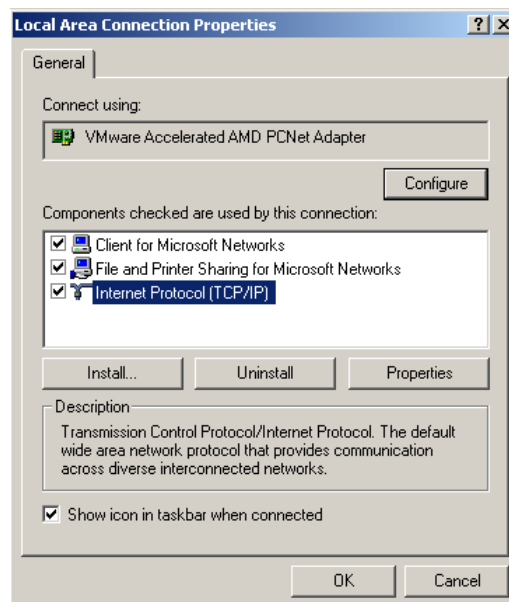 Local Area Connection Properties
General
Connect using:
VMware Accelerated AMD PCNet Adapter
Configure
Components checked are used by this connection:
Client for Microsoft Networks
File and Printer Sharing for Microsoft Networks
Internet Protocol (TCP/IP)
Install... Uninstall Properties
Description
Transmission Control Protocol/Internet Protocol. The default
wide area network protocol that provides communication
across diverse interconnected networks.
Show icon in taskbar when connected
OK Cancel